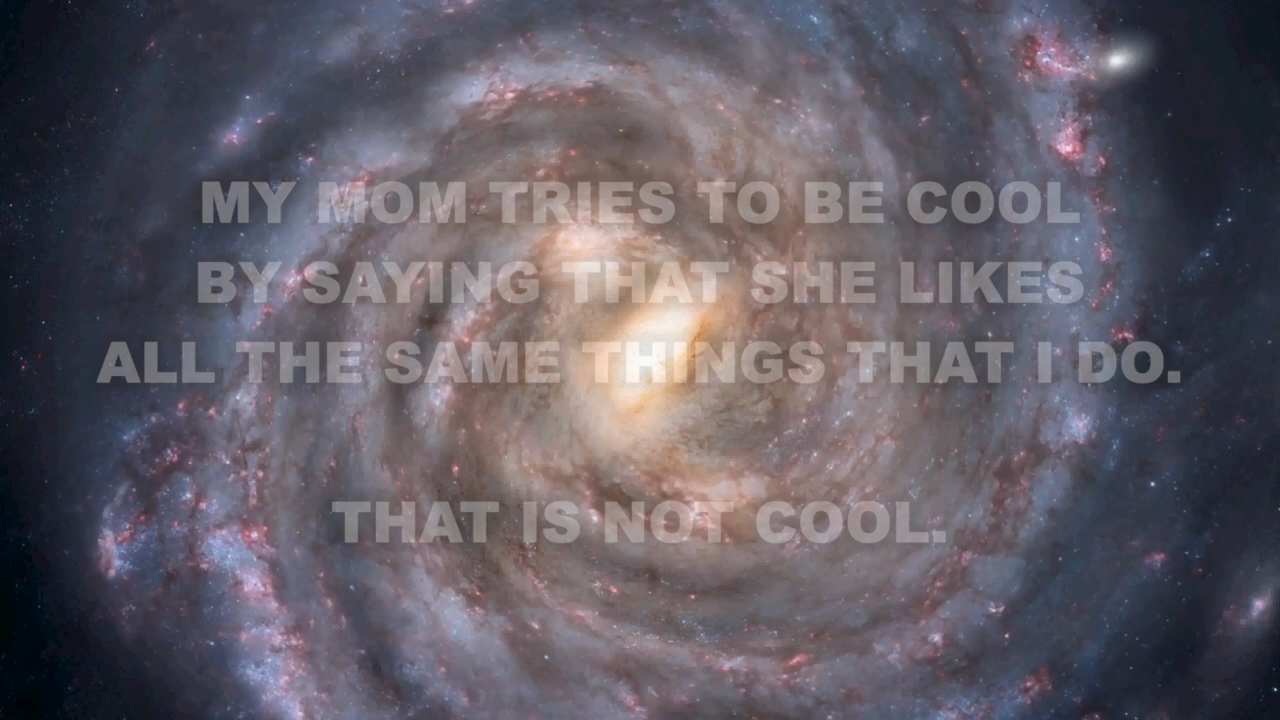 MY MOM TRIES TO BE COOL
BY SAYING THAT SHE LIKES
ALL THE SAME THINGS THAT I DO.
THAT IS NOT COOL.